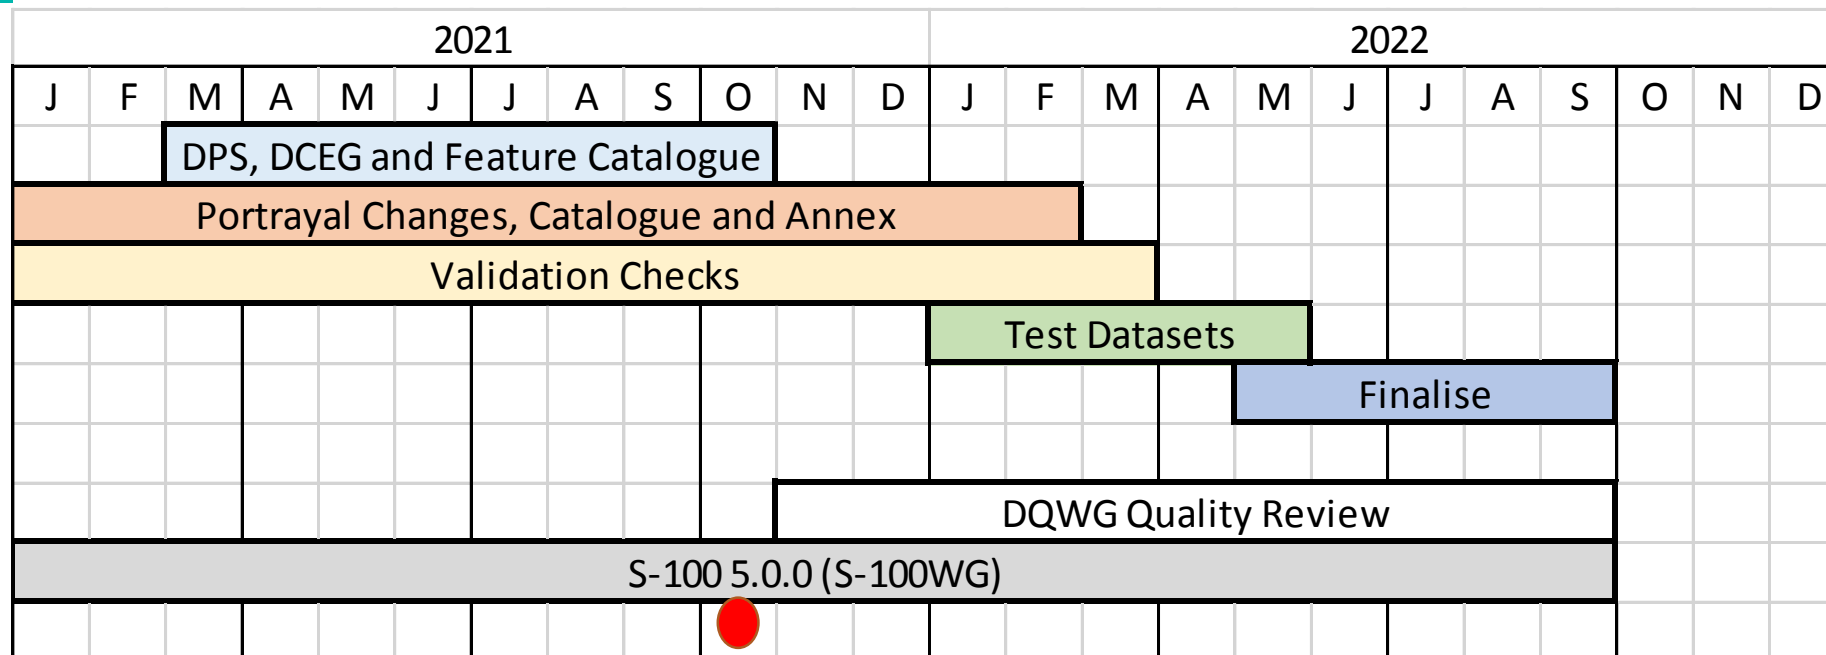 2021 2022
J F M A M J J A S O N D J F M A M J J A S O N D
DPS, DCEG and Feature Catalogue
Portrayal Changes, Catalogue and Annex
Validation Checks
Test Datasets
Finalise
DQWG Quality Review
S-100 5.0.0 (S-100WG)